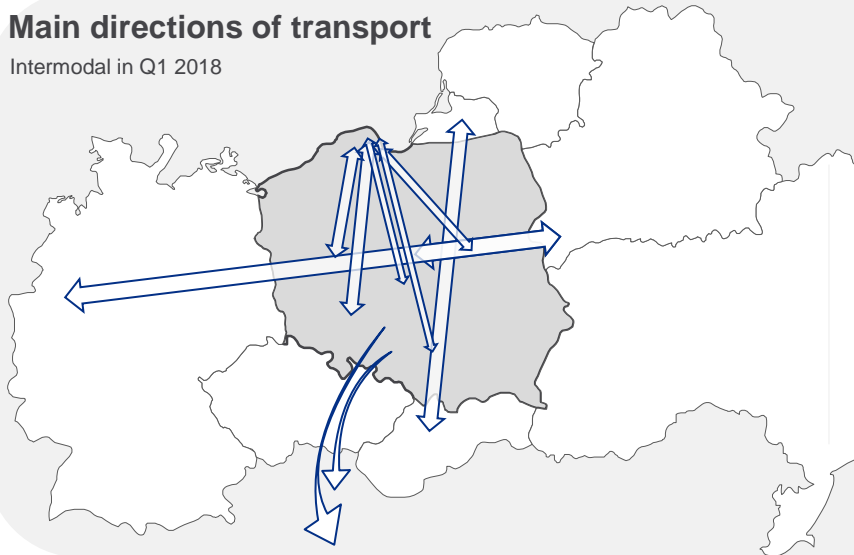 Main directions of transport
Intermodal in Q1 2018